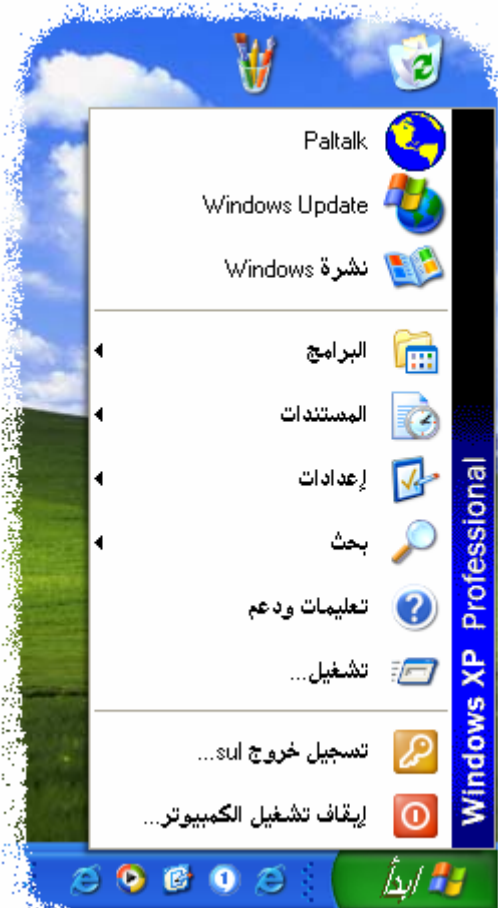 Paltalk
Windows Update
نشرة Windows
البرامج
المستندات
إعدادات
بحث
تعليمات ودعم
تشغيل...
تسجيل خروج sul...
إيقاف تشغيل الكمبيوتر...
Windows XP Professional
ابدأ
1